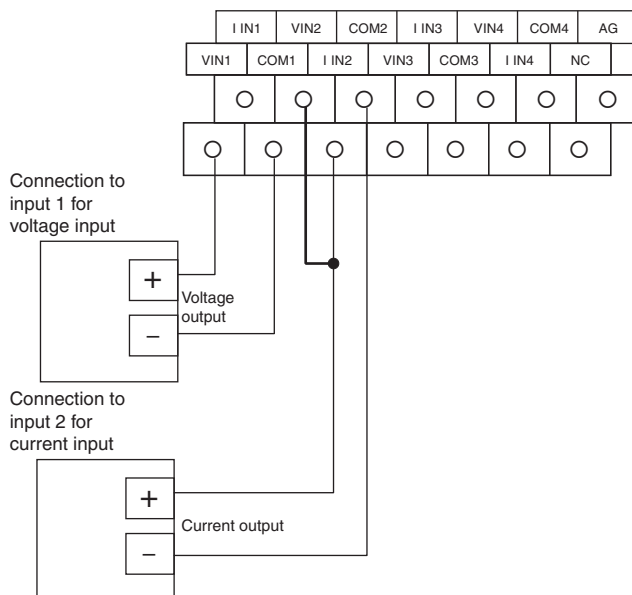 I IN1 VIN2 COM2 I IN3 VIN4 COM4 AG
VIN1 COM1 I IN2 VIN3 COM3 I IN4 NC
Connection to
input 1 for
voltage input
+
Voltage
output
−
Connection to
input 2 for
current input
+
Current output
−